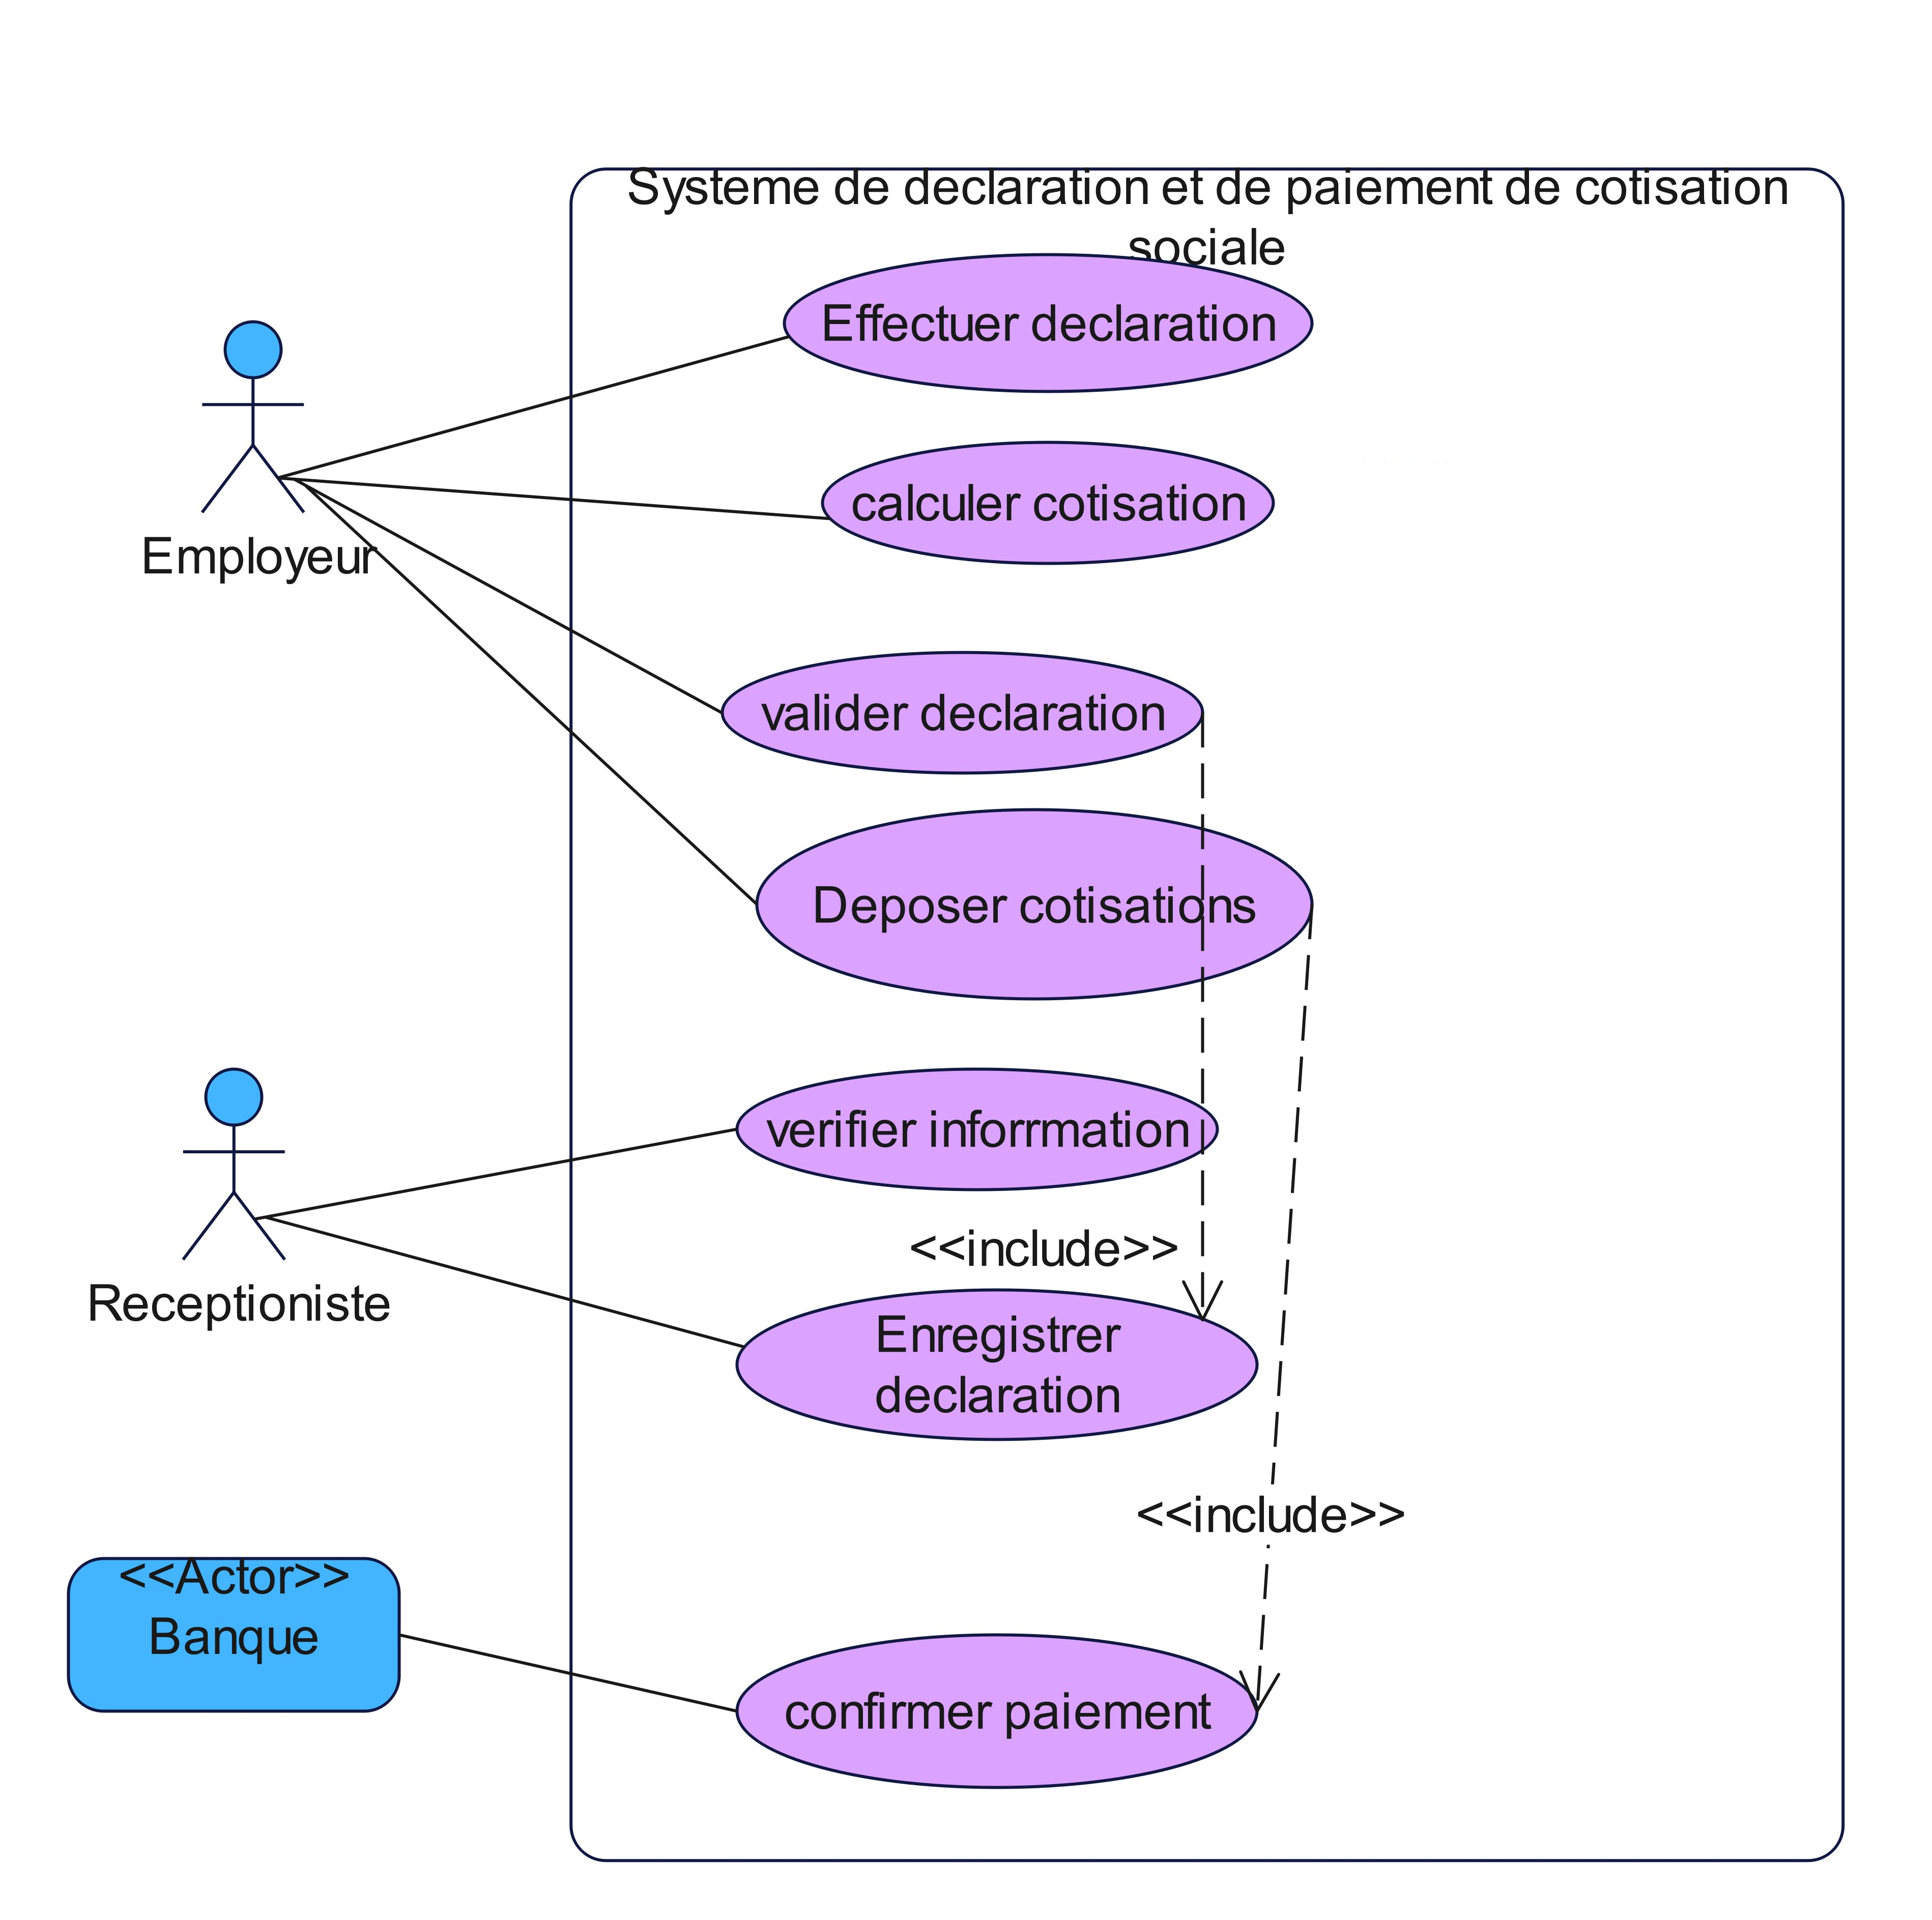 Systeme de declaration et de paiement de cotisation
sociale
Effectuer declaration
calculer cotisation
Employeur
valider declaration
Deposer cotisations
verifier inforrmation
<<include>>
Receptioniste
Enregistrer
declaration
<<include>>
<<Actor>>
Banque
confirmer paiement